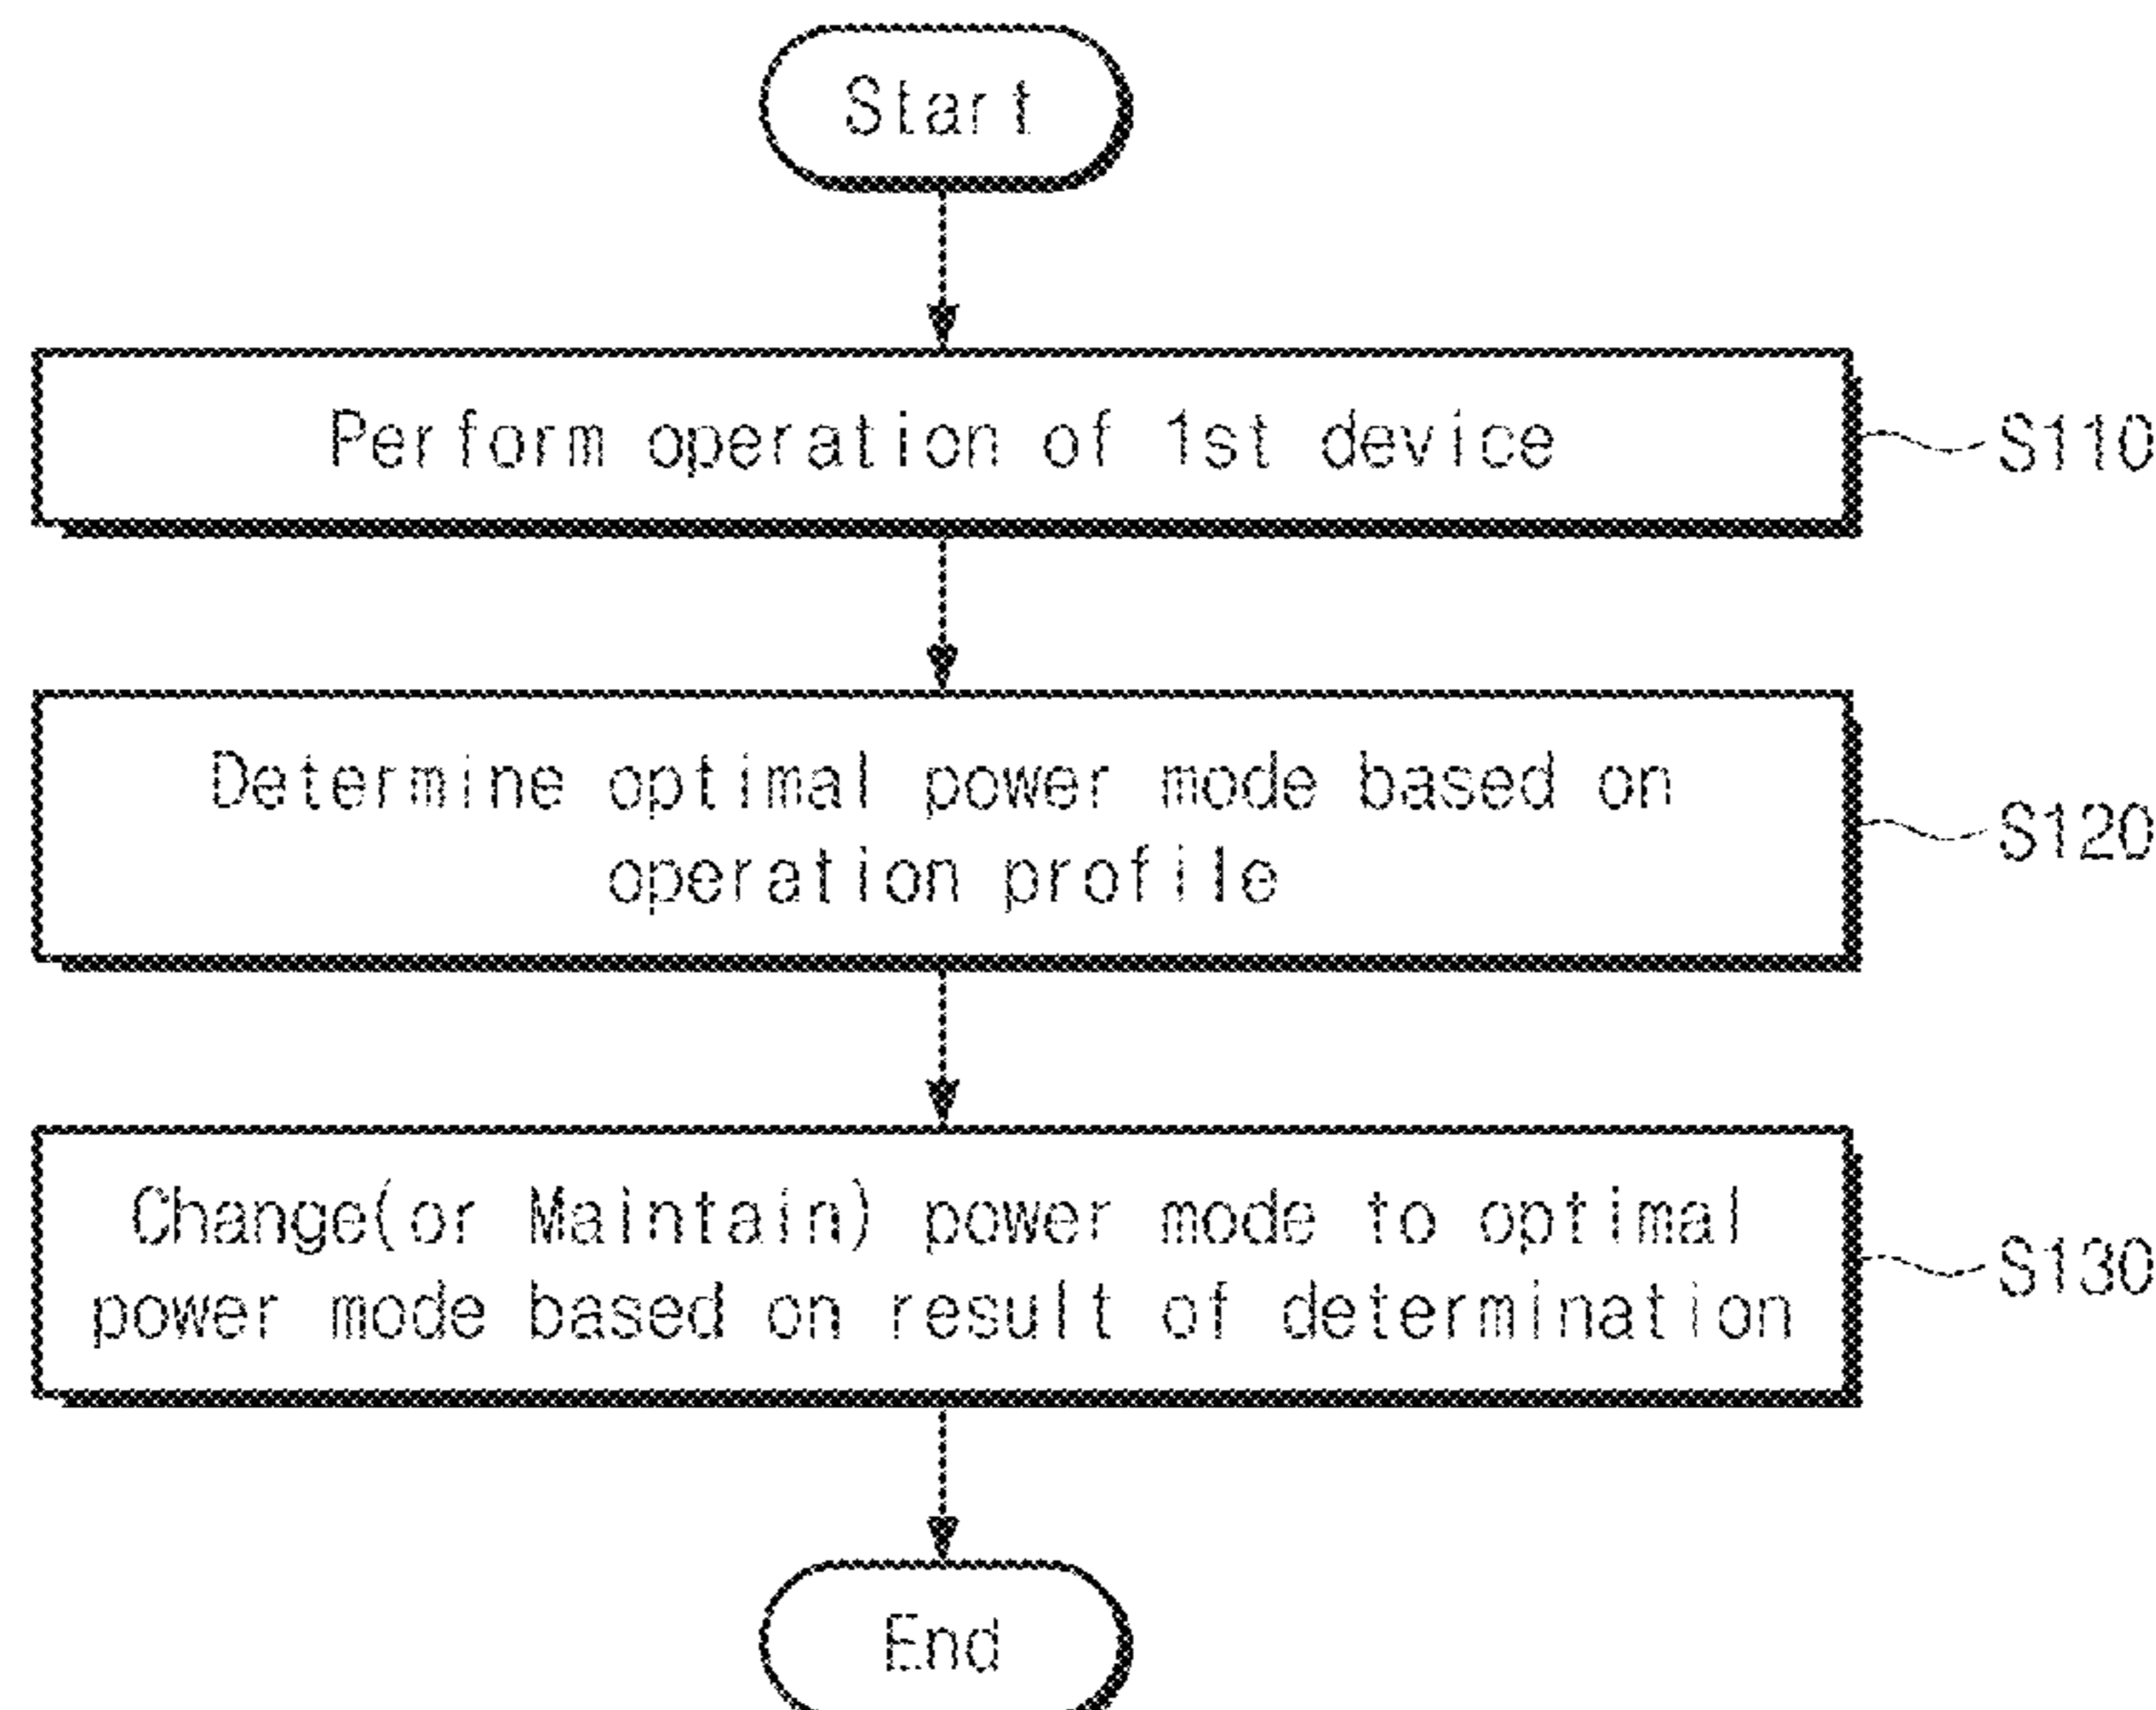 Start
Perform operation of 1st device
S110
Determine optimal power mode based on
operation profile
S120
Change(or Maintain) power mode to optimal
power mode based on result of determination
S130
End